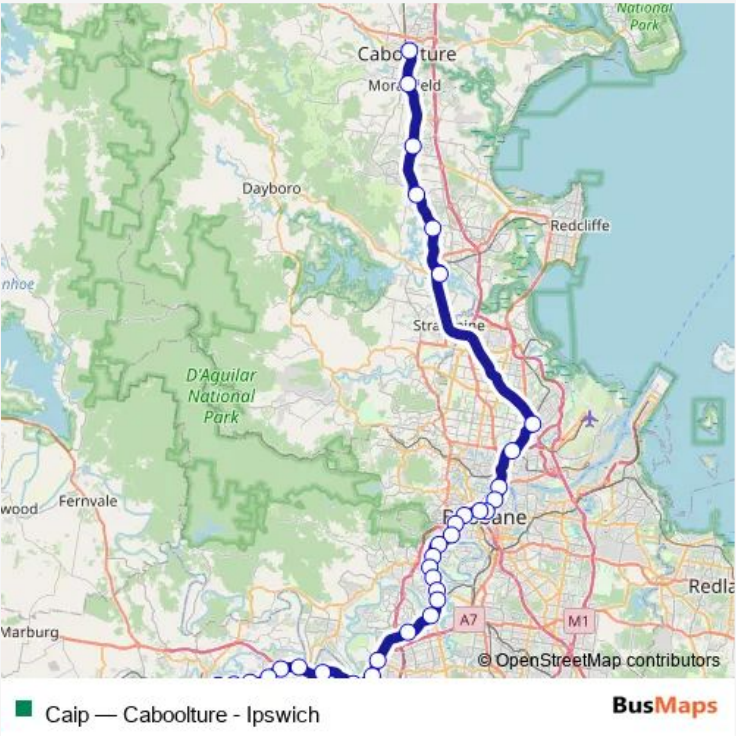 National
Park
Caboolture
Morayfield
Dayboro
Redcliffe
nhoe
Strathpine
D'Aguilar
National
Park
wood
Fernvale
Brisbane
Redla
Marburg
A7
M1
© OpenStreetMap contributors
Caip — Caboolture - Ipswich
BusMaps